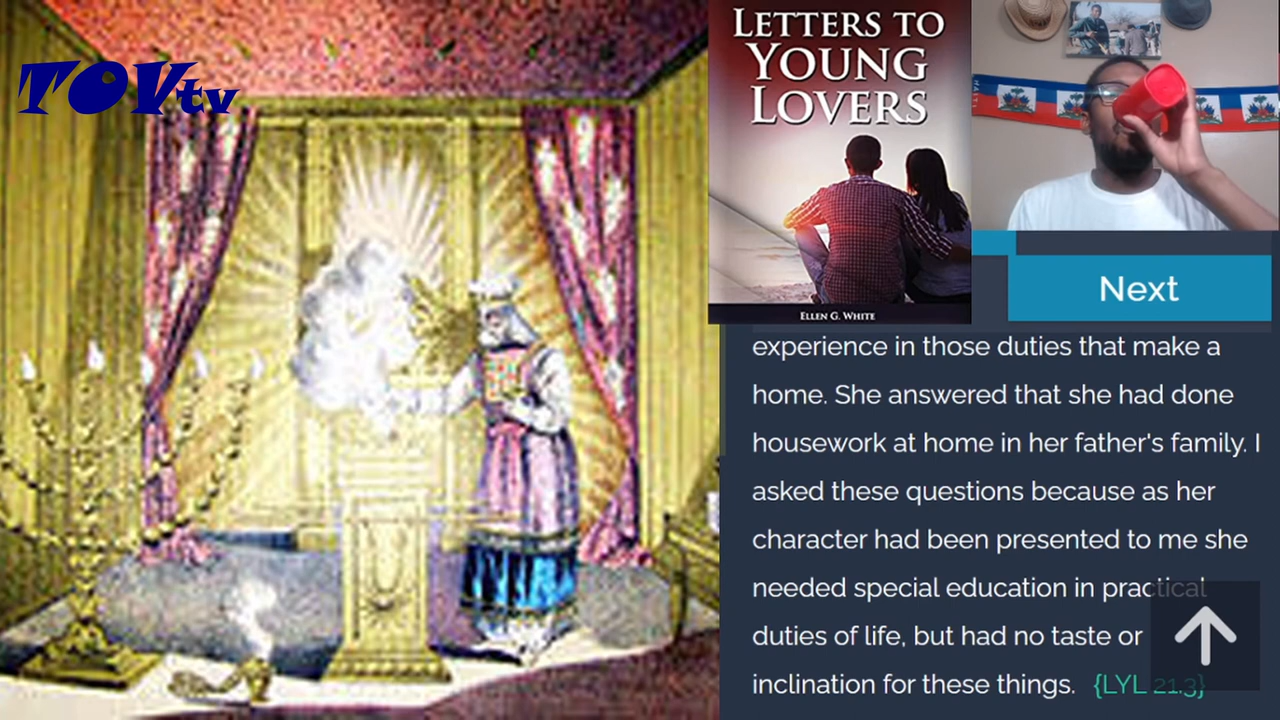 TOVtv
LETTERS TO
YOUNG
LOVERS
ELLEN G. WHITE
Next
experience in those duties that make a
home. She answered that she had done
housework at home in her father's family. I
asked these questions because as her
character had been presented to me she
needed special education in practical
duties of life, but had no taste or
inclination for these things. {LYL 21.3}